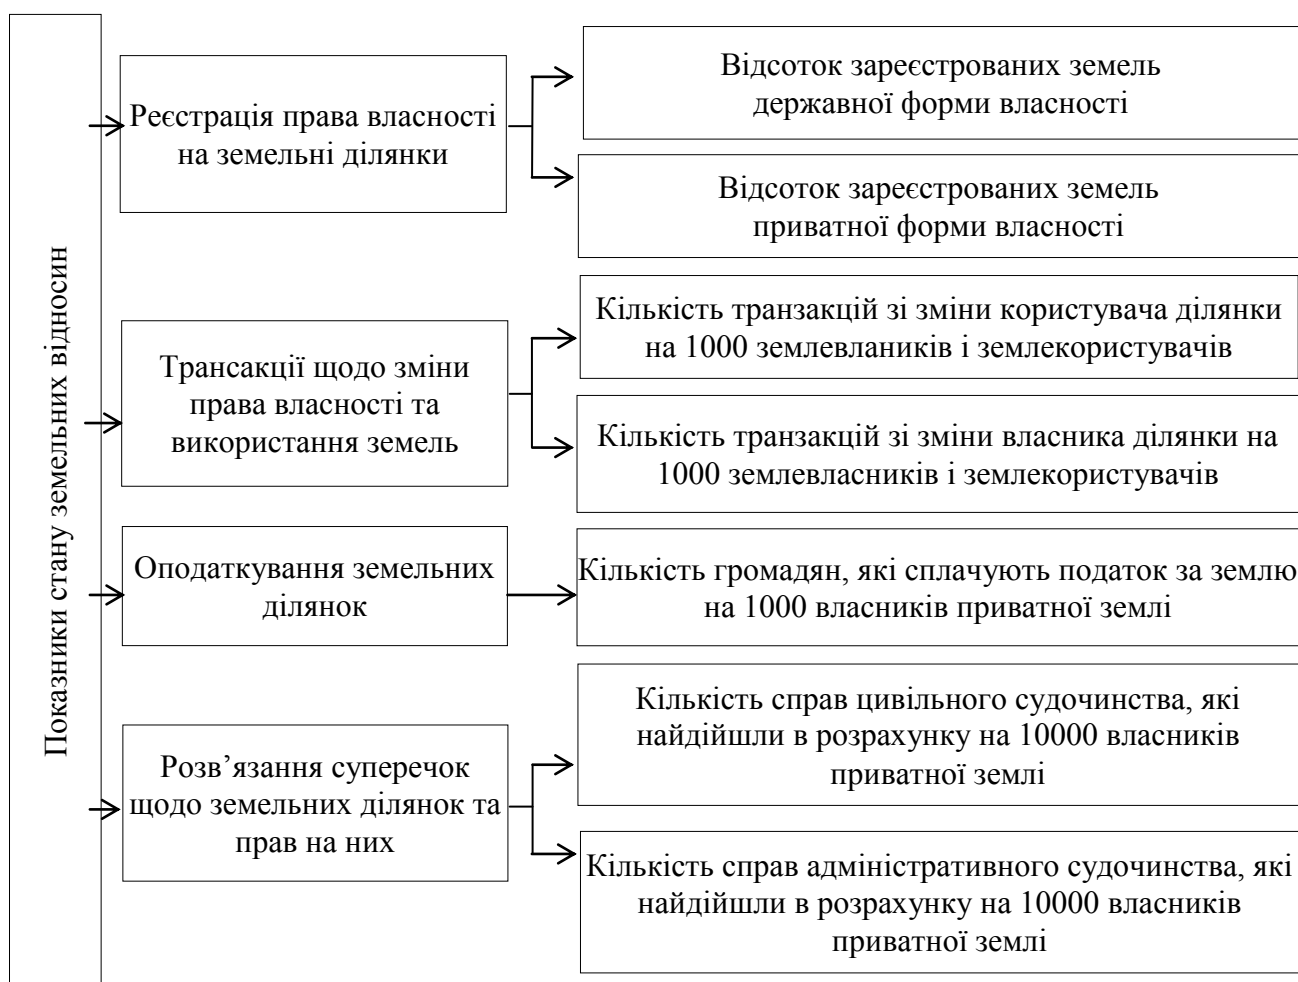 Показники стану земельних відносин
Реєстрація права власності
на земельні ділянки
Відсоток зареєстрованих земель
державної форми власності
Відсоток зареєстрованих земель
приватної форми власності
Трансакції щодо зміни
права власності та
використання земель
Кількість транзакцій зі зміни користувача ділянки
на 1000 землевлаників і землекористувачів
Кількість транзакцій зі зміни власника ділянки на
1000 землевласників і землекористувачів
Оподаткування земельних
ділянок
Кількість громадян, які сплачують податок за землю
на 1000 власників приватної землі
Розв’язання суперечок
щодо земельних ділянок та
прав на них
Кількість справ цивільного судочинства, які
найдійшли в розрахунку на 10000 власників
приватної землі
Кількість справ адміністративного судочинства, які
найдійшли в розрахунку на 10000 власників
приватної землі